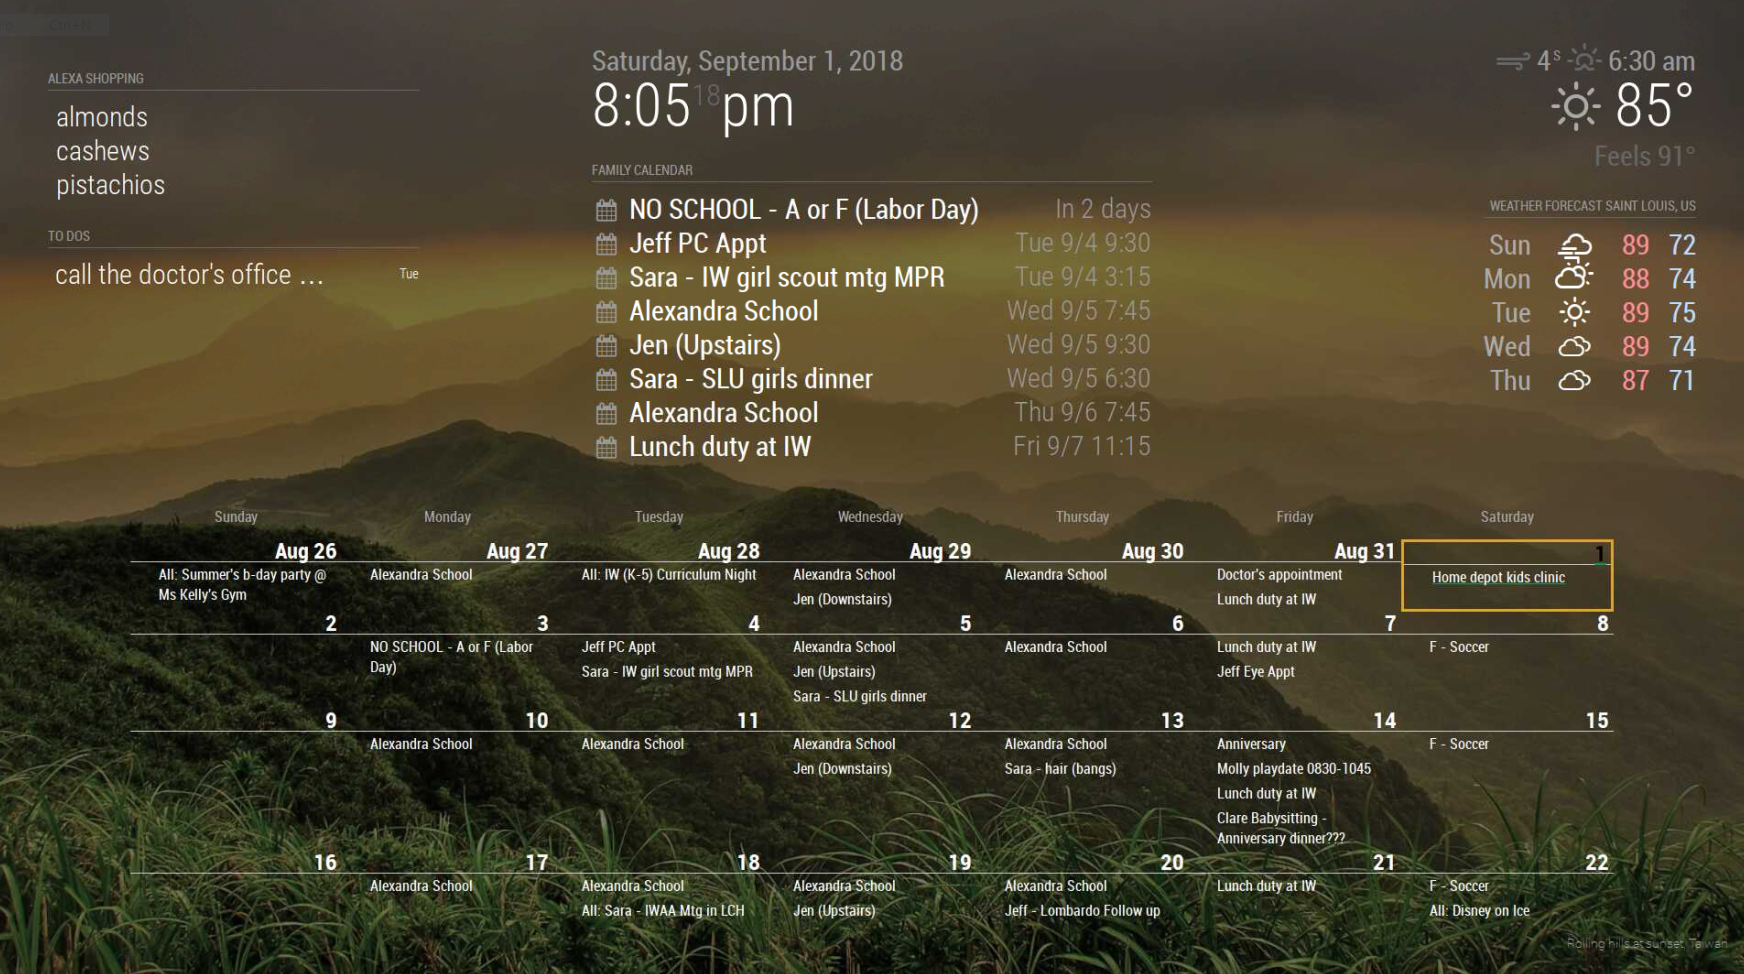 ALEXA SHOPPING
almonds
cashews
pistachios
TO DOS
call the doctor's office ... Tue
Saturday, September 1, 2018
8:05 18 pm
FAMILY CALENDAR
NO SCHOOL - A or F (Labor Day) In 2 days
Jeff PC Appt Tue 9/4 9:30
Sara - IW girl scout mtg MPR Tue 9/4 3:15
Alexandra School Wed 9/5 7:45
Jen (Upstairs) Wed 9/5 9:30
Sara - SLU girls dinner Wed 9/5 6:30
Alexandra School Thu 9/6 7:45
Lunch duty at IW Fri 9/7 11:15
4 S 6:30 am
85°
Feels 91°
WEATHER FORECAST SAINT LOUIS, US
Sun 89 72
Mon 88 74
Tue 89 75
Wed 89 74
Thu 87 71
Sunday Monday Tuesday Wednesday Thursday Friday Saturday
Aug 26 Aug 27 Aug 28 Aug 29 Aug 30 Aug 31 1
All: Summer's b-day party @ Alexandra School All: IW (K-5) Curriculum Night Alexandra School Alexandra School Doctor's appointment Home depot kids clinic
Ms Kelly's Gym Jen (Downstairs) Lunch duty at IW
2 3 4 5 6 7 8
NO SCHOOL - A or F (Labor Jeff PC Appt Alexandra School Alexandra School Lunch duty at IW F - Soccer
Day) Sara - IW girl scout mtg MPR Jen (Upstairs) Jeff Eye Appt
Sara - SLU girls dinner
9 10 11 12 13 14 15
Alexandra School Alexandra School Alexandra School Alexandra School Anniversary F - Soccer
Jen (Downstairs) Sara - hair (bangs) Molly playdate 0830-1045
Lunch duty at IW
Clare Babysitting -
Anniversary dinner???
16 17 18 19 20 21 22
Alexandra School Alexandra School Alexandra School Alexandra School Lunch duty at IW F - Soccer
All: Sara - IWAA Mtg in LCH Jen (Upstairs) Jeff - Lombardo Follow up All: Disney on Ice
Rolling hills at sunset, Taiwan